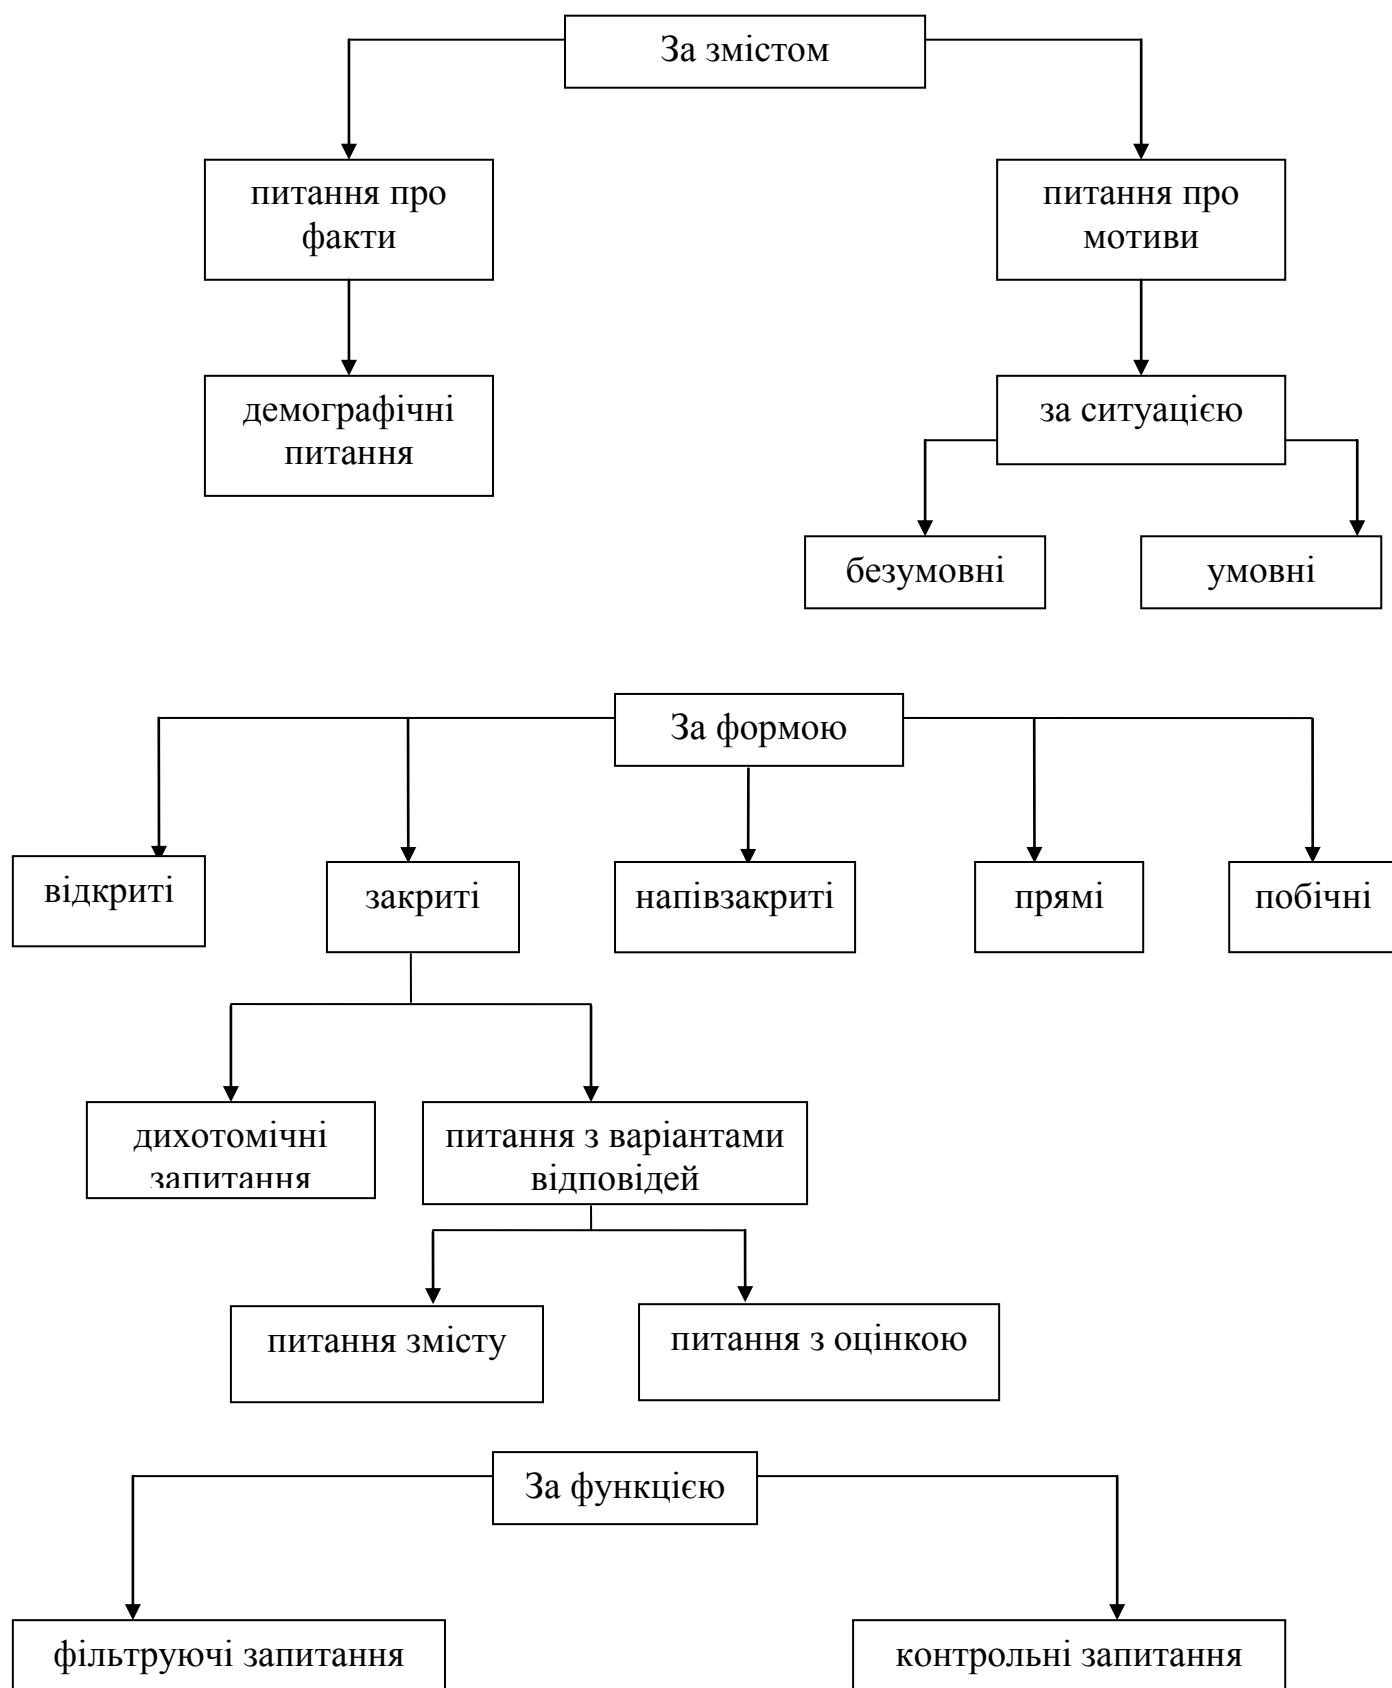 За змістом
питання про
факти
питання про
мотиви
демографічні
питання
за ситуацією
безумовні
умовні
За формою
відкриті
закриті
напівзакриті
прямі
побічні
дихотомічні
запитання
питання з варіантами
відповідей
питання змісту
питання з оцінкою
За функцією
фільтруючі запитання
контрольні запитання